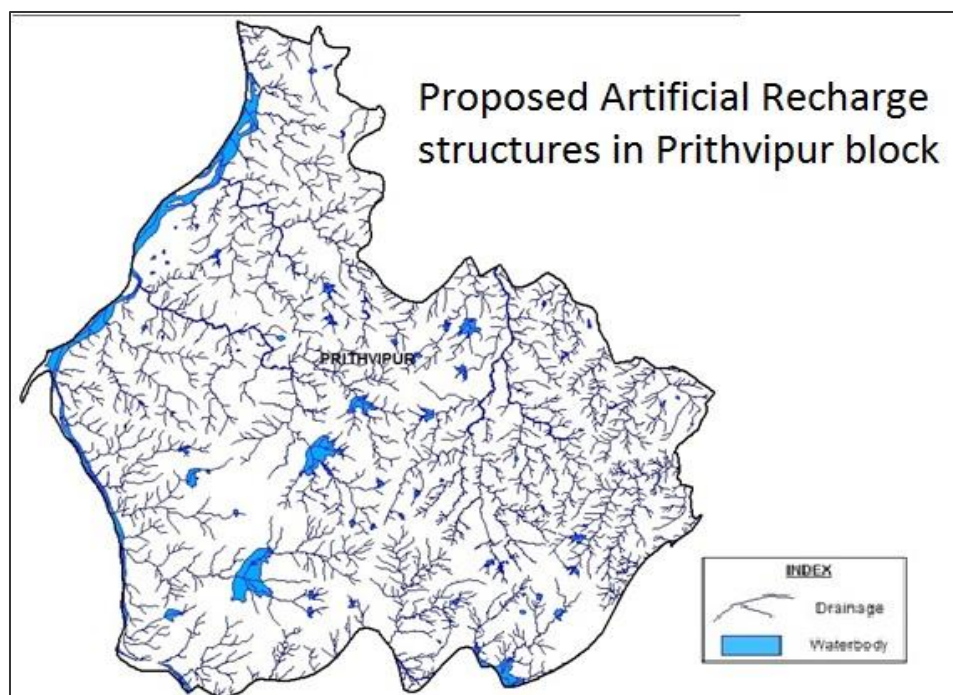 Proposed Artificial Recharge
structures in Prithvipur block
PRITHVIPUR
INDEX
Drainage
Waterbody